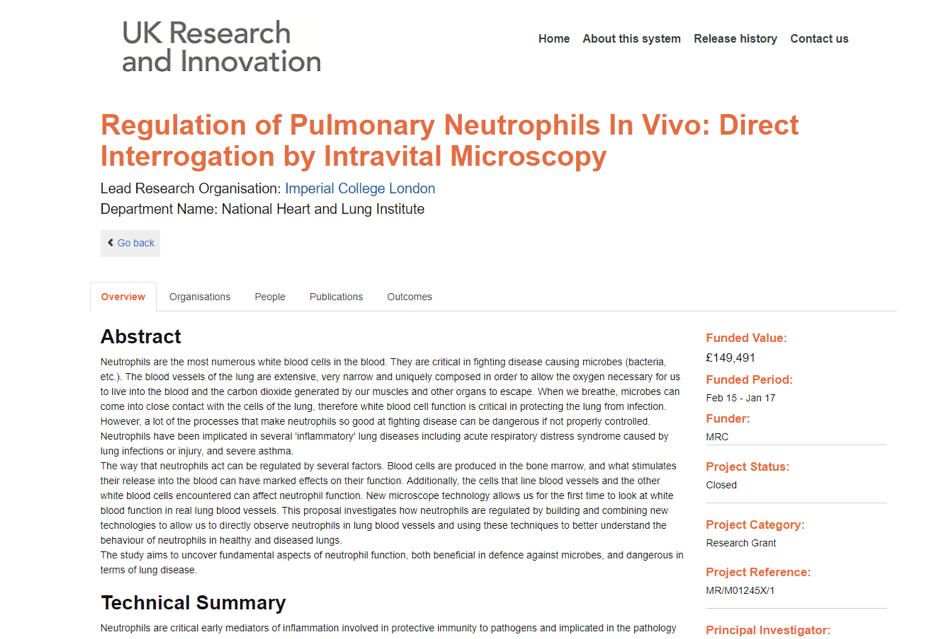 UK Research
and Innovation
Home About this system Release history Contact us
Regulation of Pulmonary Neutrophils In Vivo: Direct
Interrogation by Intravital Microscopy
Lead Research Organisation: Imperial College London
Department Name: National Heart and Lung Institute
Go back
Overview Organisations People Publications Outcomes
Abstract
Neutrophils are the most numerous white blood cells in the blood. They are critical in fighting disease causing microbes (bacteria,
etc.). The blood vessels of the lung are extensive, very narrow and uniquely composed in order to allow the oxygen necessary for us
to live into the blood and the carbon dioxide generated by our muscles and other organs to escape. When we breathe, microbes can
come into close contact with the cells of the lung, therefore white blood cell function is critical in protecting the lung from infection.
However, a lot of the processes that make neutrophils so good at fighting disease can be dangerous if not properly controlled.
Neutrophils have been implicated in several 'inflammatory' lung diseases including acute respiratory distress syndrome caused by
lung infections or injury, and severe asthma.
The way that neutrophils act can be regulated by several factors. Blood cells are produced in the bone marrow, and what stimulates
their release into the blood can have marked effects on their function. Additionally, the cells that line blood vessels and the other
white blood cells encountered can affect neutrophil function. New microscope technology allows us for the first time to look at white
blood function in real lung blood vessels. This proposal investigates how neutrophils are regulated by building and combining new
technologies to allow us to directly observe neutrophils in lung blood vessels and using these techniques to better understand the
behaviour of neutrophils in healthy and diseased lungs.
The study aims to uncover fundamental aspects of neutrophil function, both beneficial in defence against microbes, and dangerous in
terms of lung disease.
Technical Summary
Neutrophils are critical early mediators of inflammation involved in protective immunity to pathogens and implicated in the pathology
Funded Value:
£149,491
Funded Period:
Feb 15 - Jan 17
Funder:
MRC
Project Status:
Closed
Project Category:
Research Grant
Project Reference:
MR/M01245X/1
Principal Investigator: